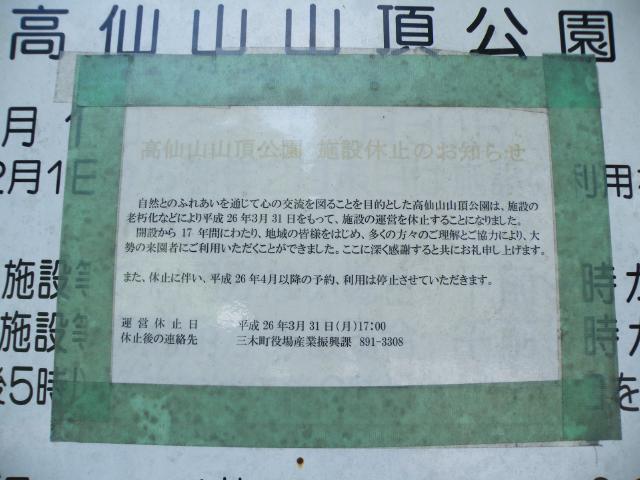 高仙山山頂公園
月1
2月1日
利用
施設
時
施設
時
後5時
を
高仙山山頂公園 施設休止のお知らせ
自然とのふれあいを通じて心の交流を図ることを目的とした高仙山山頂公園は、施設の
老朽化などにより平成26年3月31日をもって、施設の運営を休止することになりました。
開設から 17 年間にわたり、地域の皆様をはじめ、多くの方々のご理解とご協力により、大
勢の来園者にご利用いただくことができました。ここに深く感謝すると共にお礼申し上げます。
また、休止に伴い、平成 26 年4月以降の予約、利用は停止させていただきます。
運営休止日 平成 26 年3月 31 日(月)17:00
休止後の連絡先 三木町役場産業振興課 891-3308